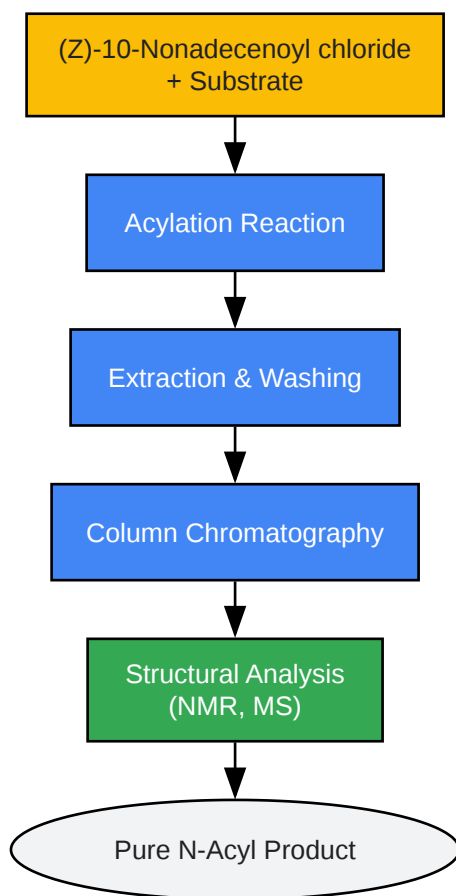 (Z)-10-Nonadecenoyl chloride
+ Substrate
Acylation Reaction
Extraction & Washing
Column Chromatography
Structural Analysis
(NMR, MS)
Pure N-Acyl Product